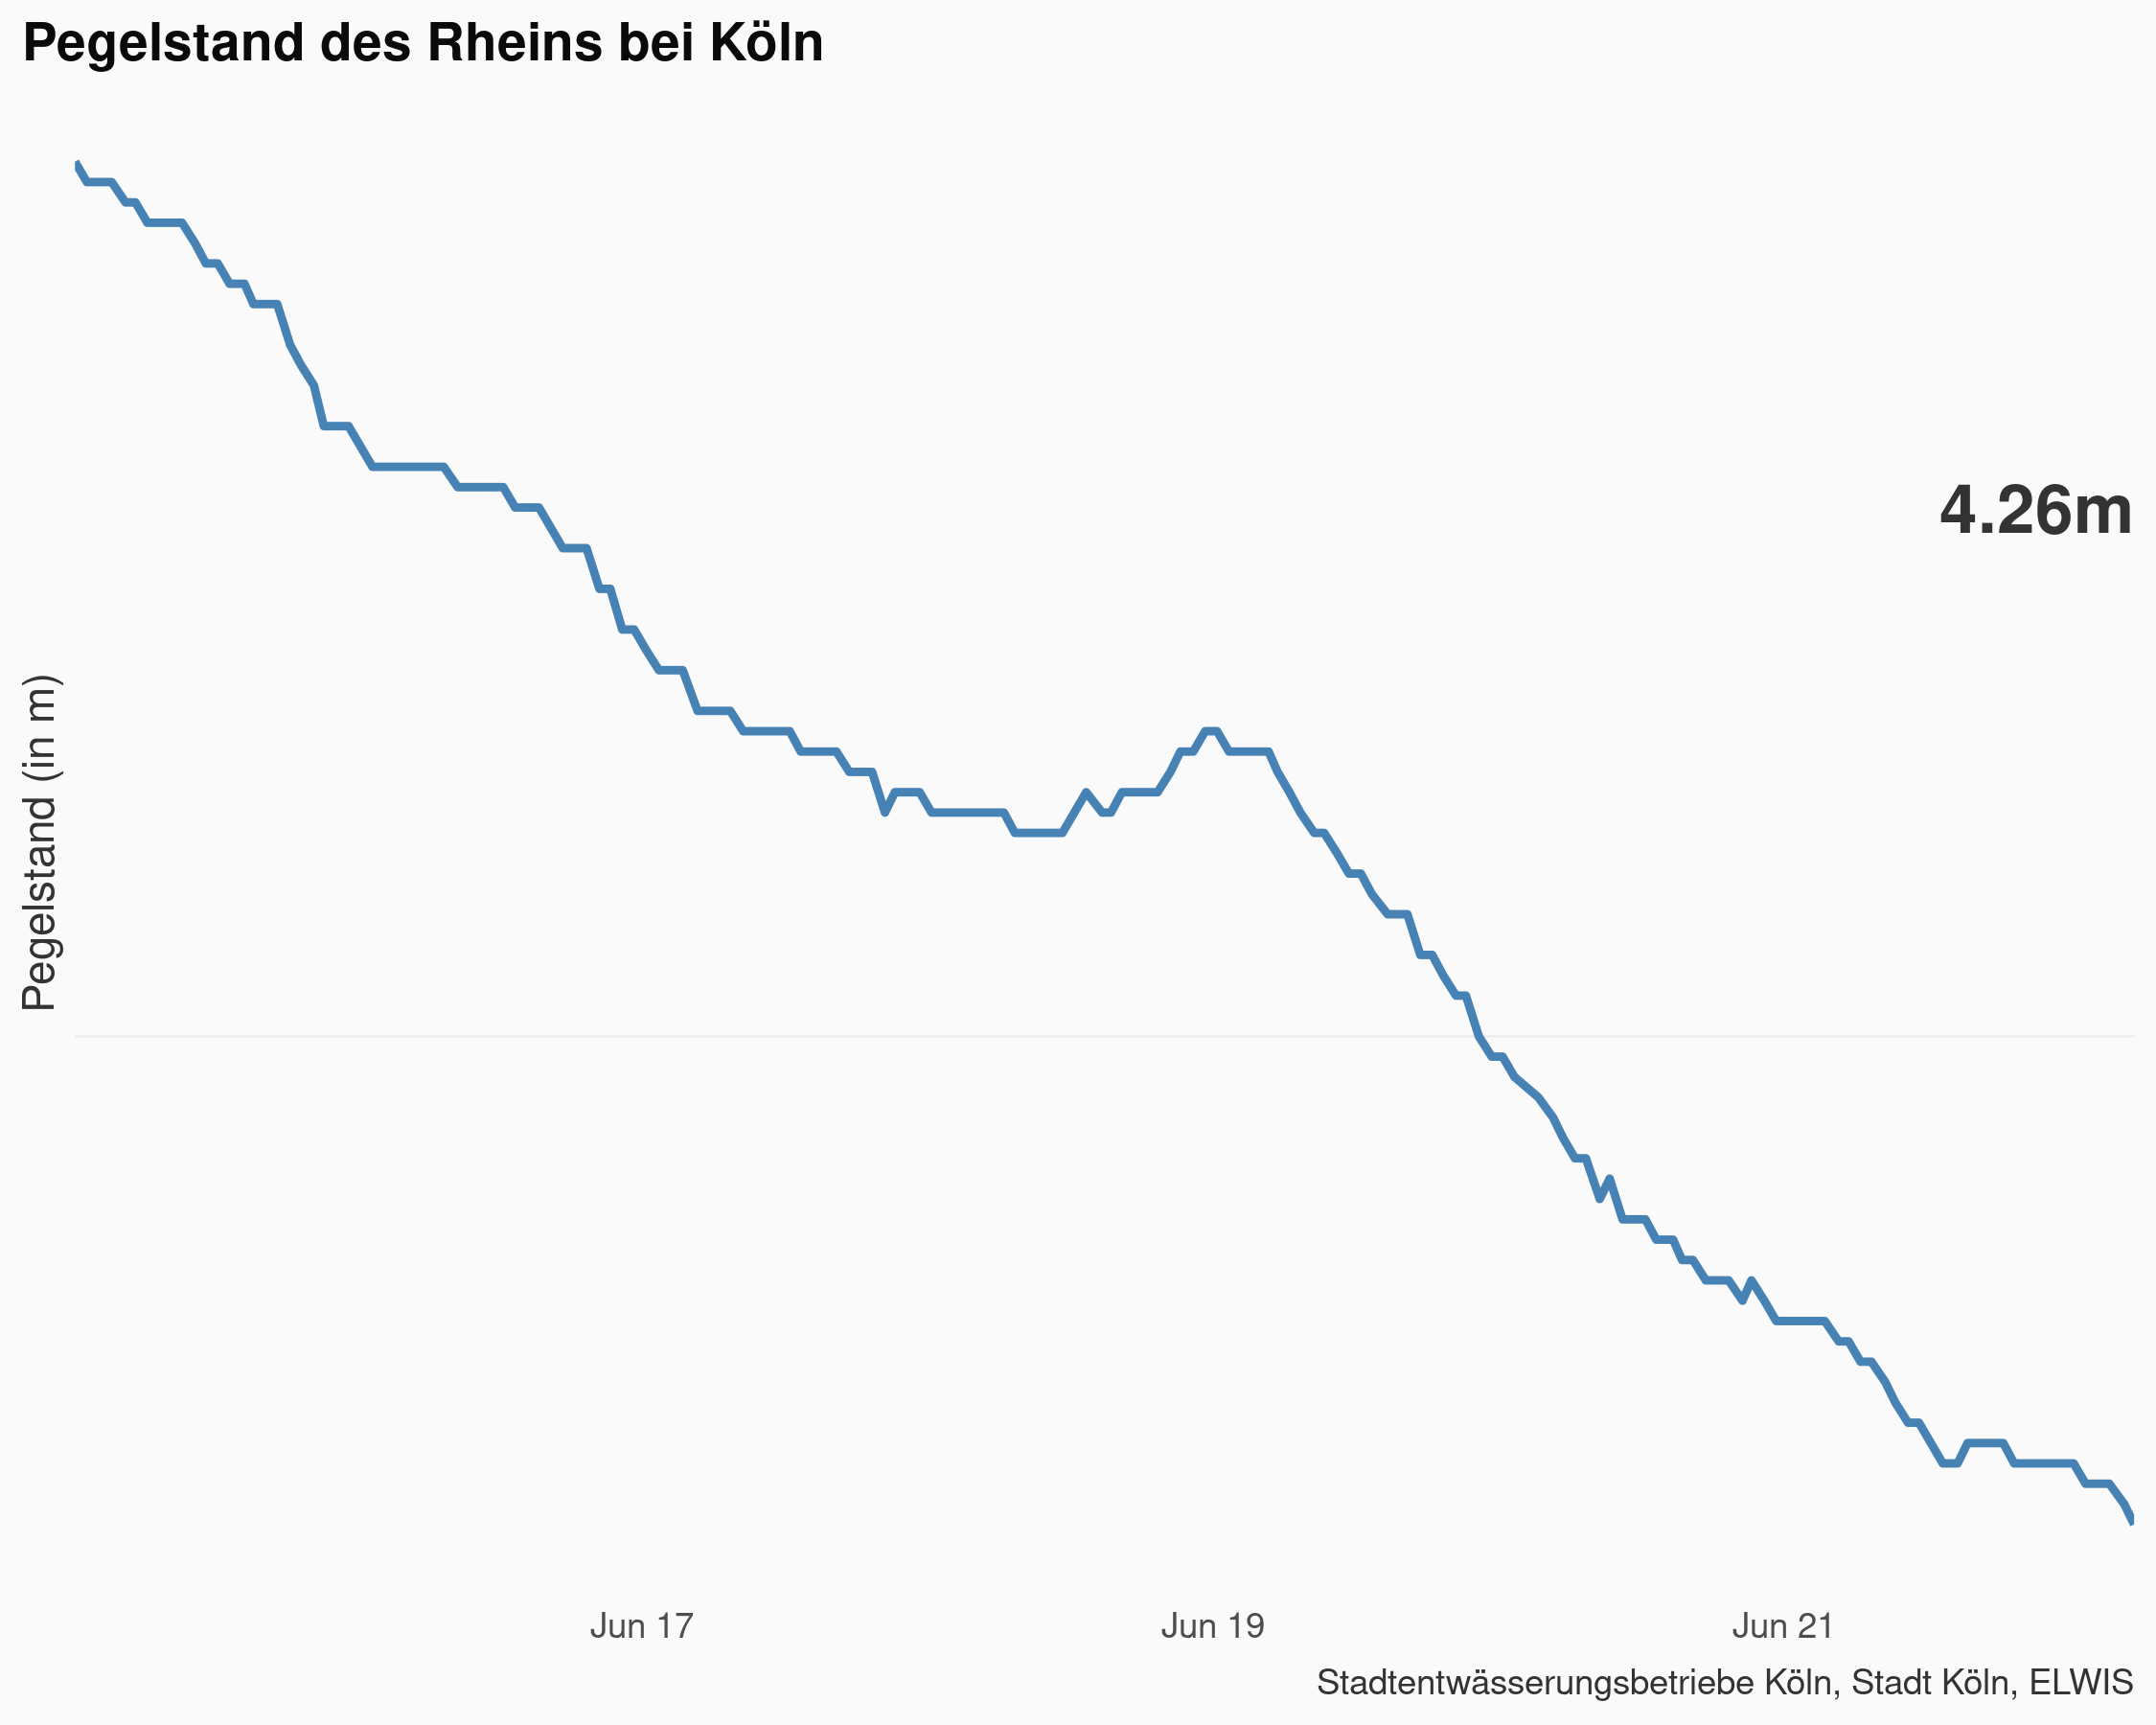 Pegelstand des Rheins bei Köln
4.26m
Pegelstand (in m)
Jun 17
Jun 19
Jun 21
Stadtentwässerungsbetriebe Köln, Stadt Köln, ELWIS